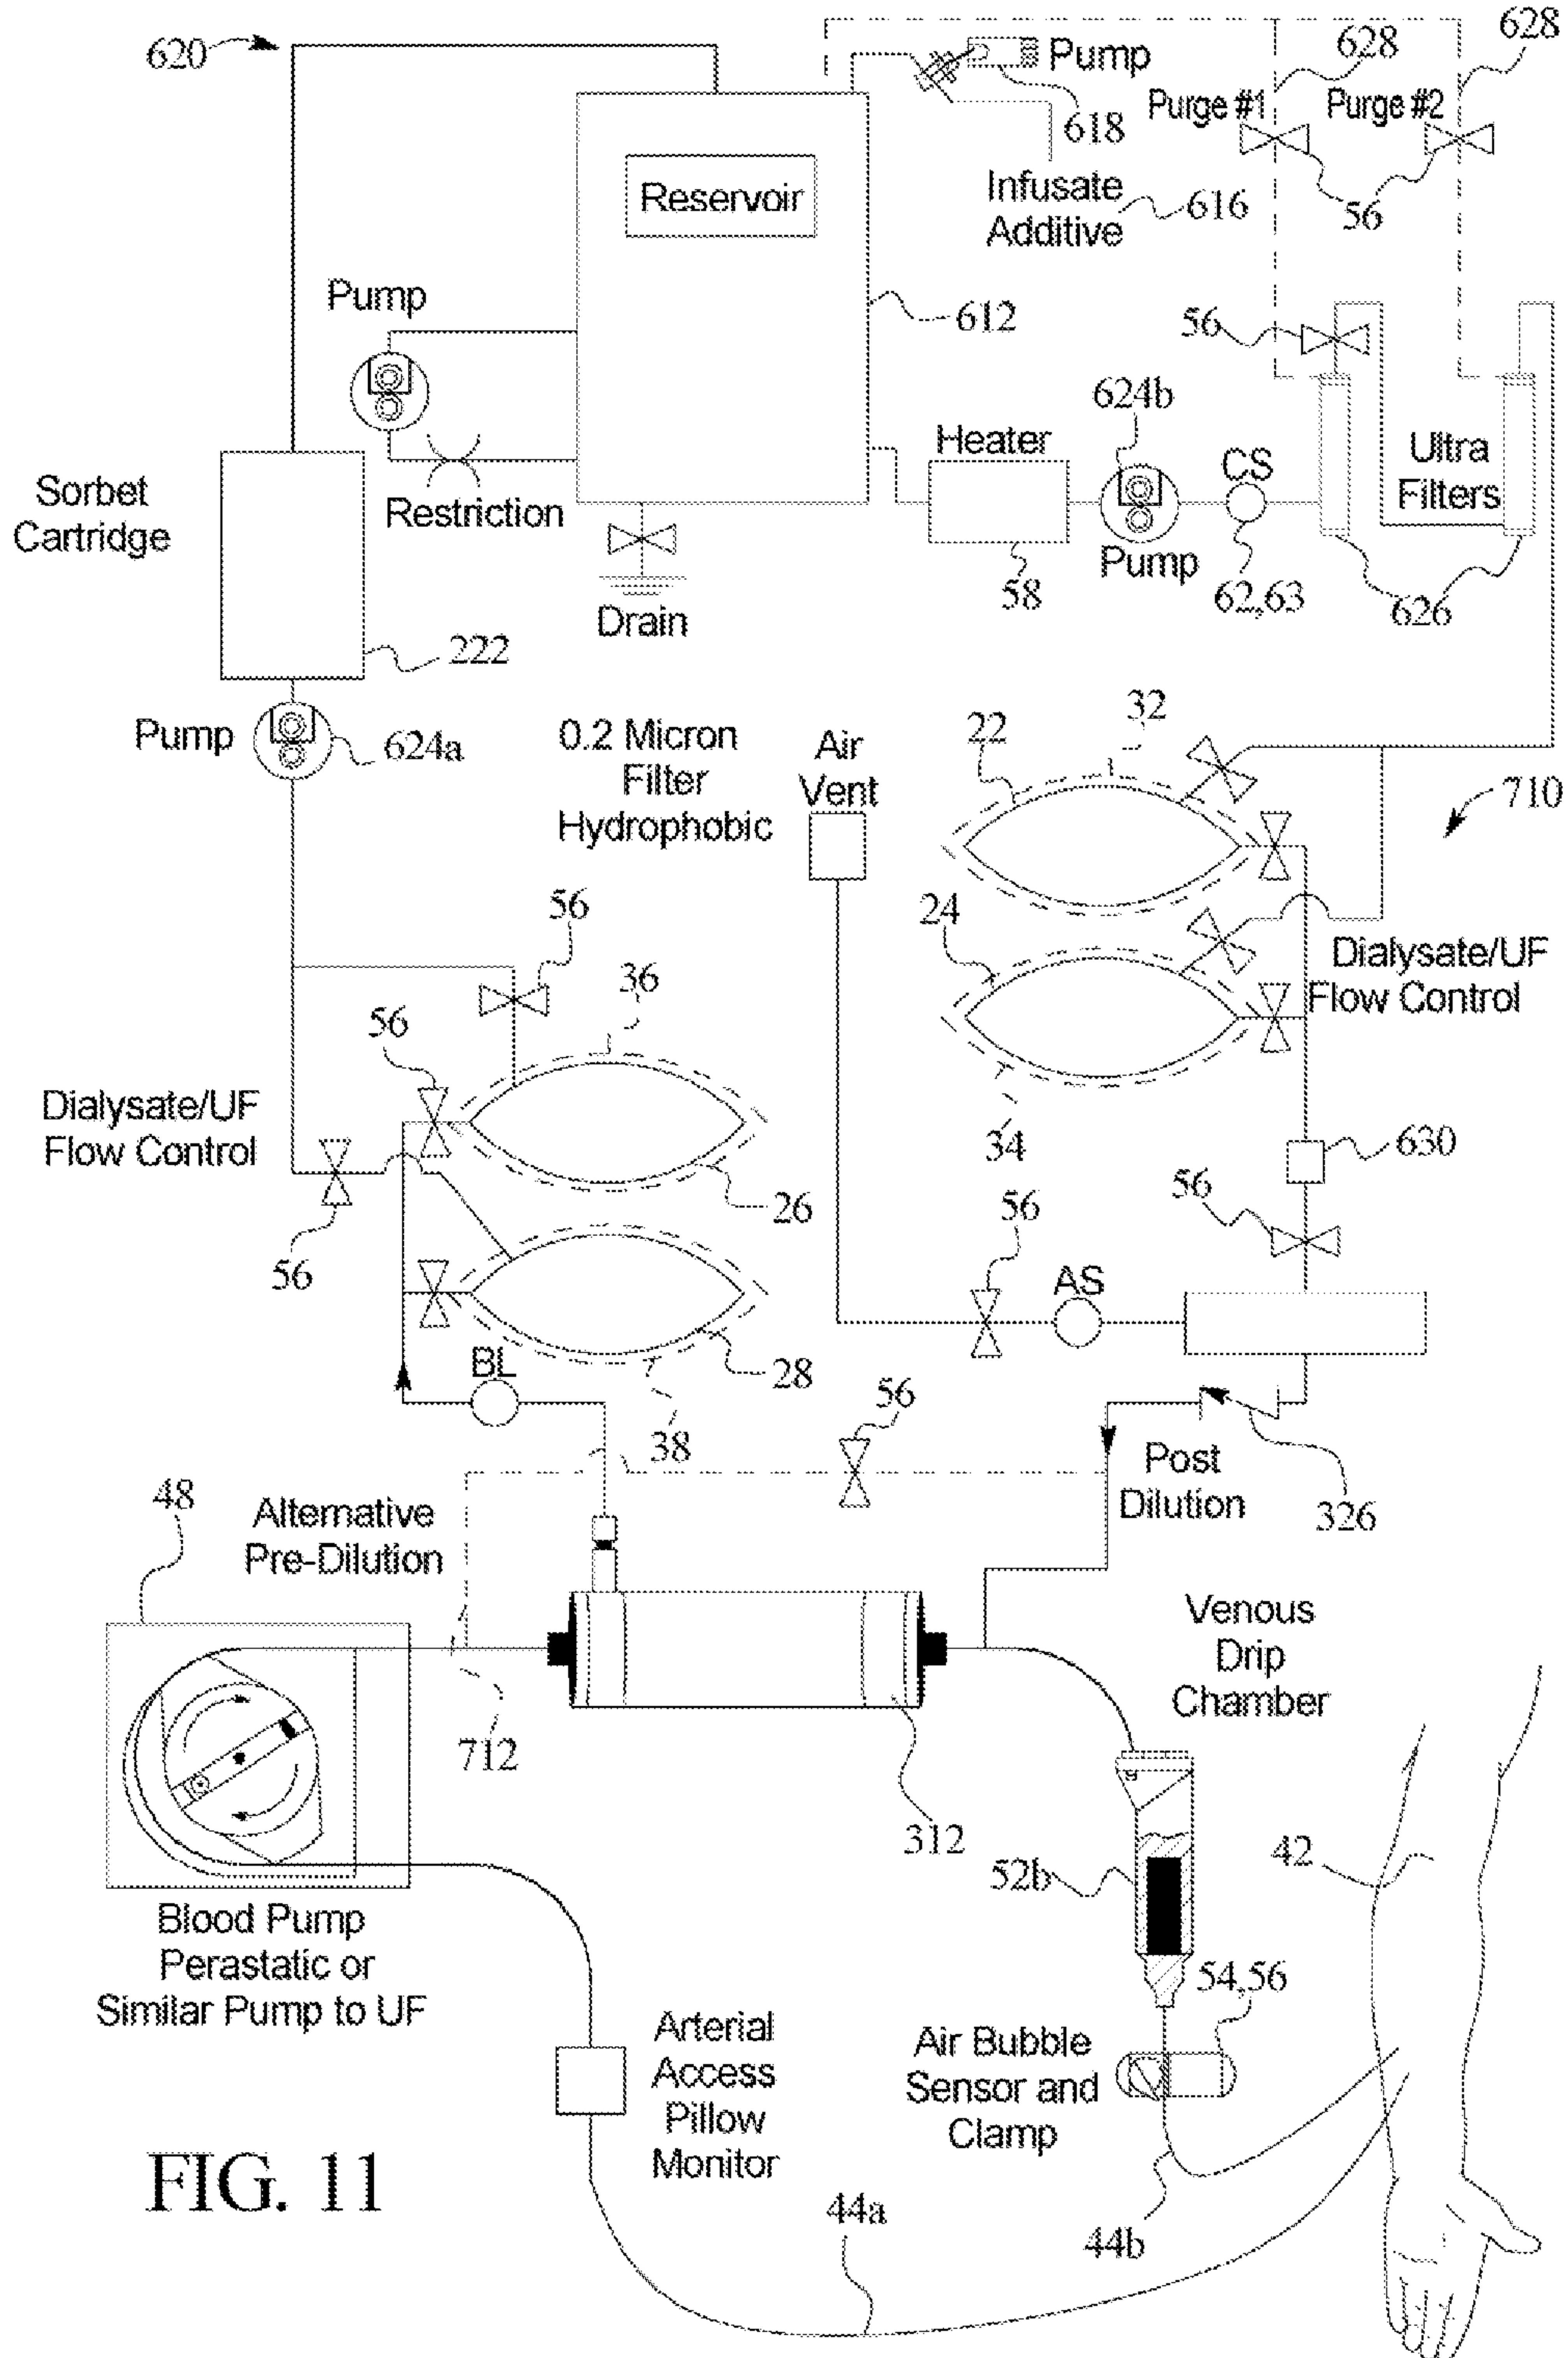 620
Pump
618
628
628
Purge #1
Purge #2
56
Infusate
Additive
616
Reservoir
612
Pump
Restriction
Drain
Sorbet
Cartridge
222
Heater
58
624b
Pump
CS
62,63
56
Ultra
Filters
626
Pump
624a
0.2 Micron
Filter
Hydrophobic
Air
Vent
22
32
710
24
34
Dialysate/UF
Flow Control
56
36
56
Dialysate/UF
Flow Control
56
26
28
38
BL
630
56
56
AS
56
Post
Dilution
326
48
Alternative
Pre-Dilution
712
312
Venous
Drip
Chamber
52b
42
Blood Pump
Perastatic or
Similar Pump to UF
Arterial
Access
Pillow
Monitor
54,56
Air Bubble
Sensor and
Clamp
44a
44b
FIG. 11